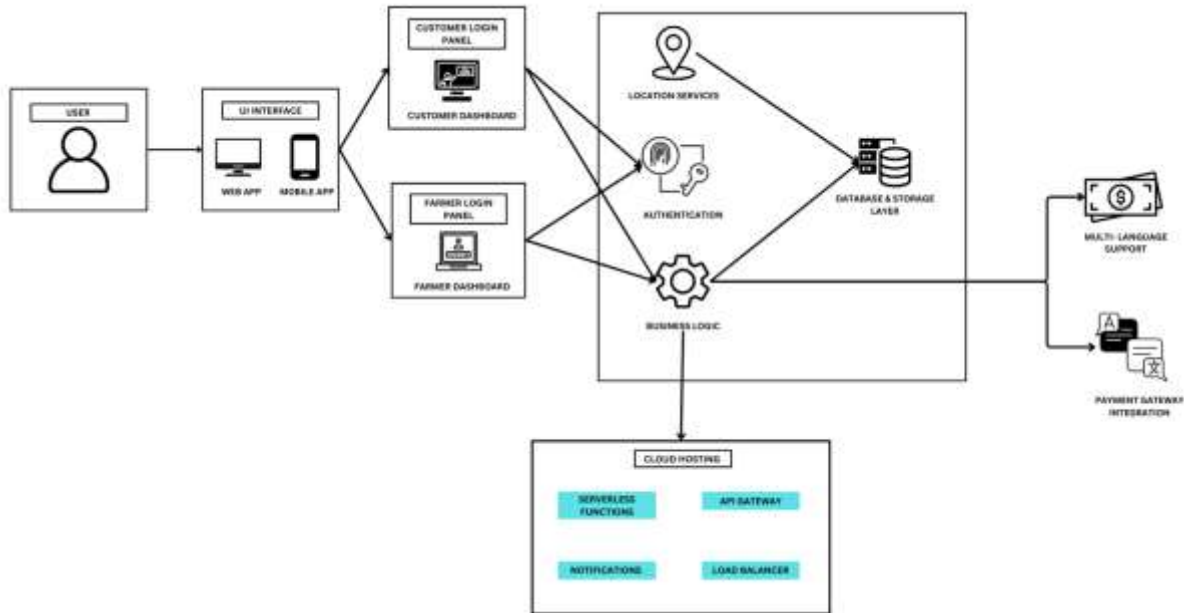 USER
UI INTERFACE
WEB APP
MOBILE APP
CUSTOMER LOGIN
PANEL
CUSTOMER DASHBOARD
FARMER LOGIN
PANEL
FARMER DASHBOARD
LOCATION SERVICES
AUTHENTICATION
BUSINESS LOGIC
DATABASE & STORAGE
LAYER
$
MULTI-LANGUAGE
SUPPORT
A
文
PAYMENT GATEWAY
INTEGRATION
CLOUD HOSTING
SERVERLESS
FUNCTIONS
API GATEWAY
NOTIFICATIONS
LOAD BALANCER